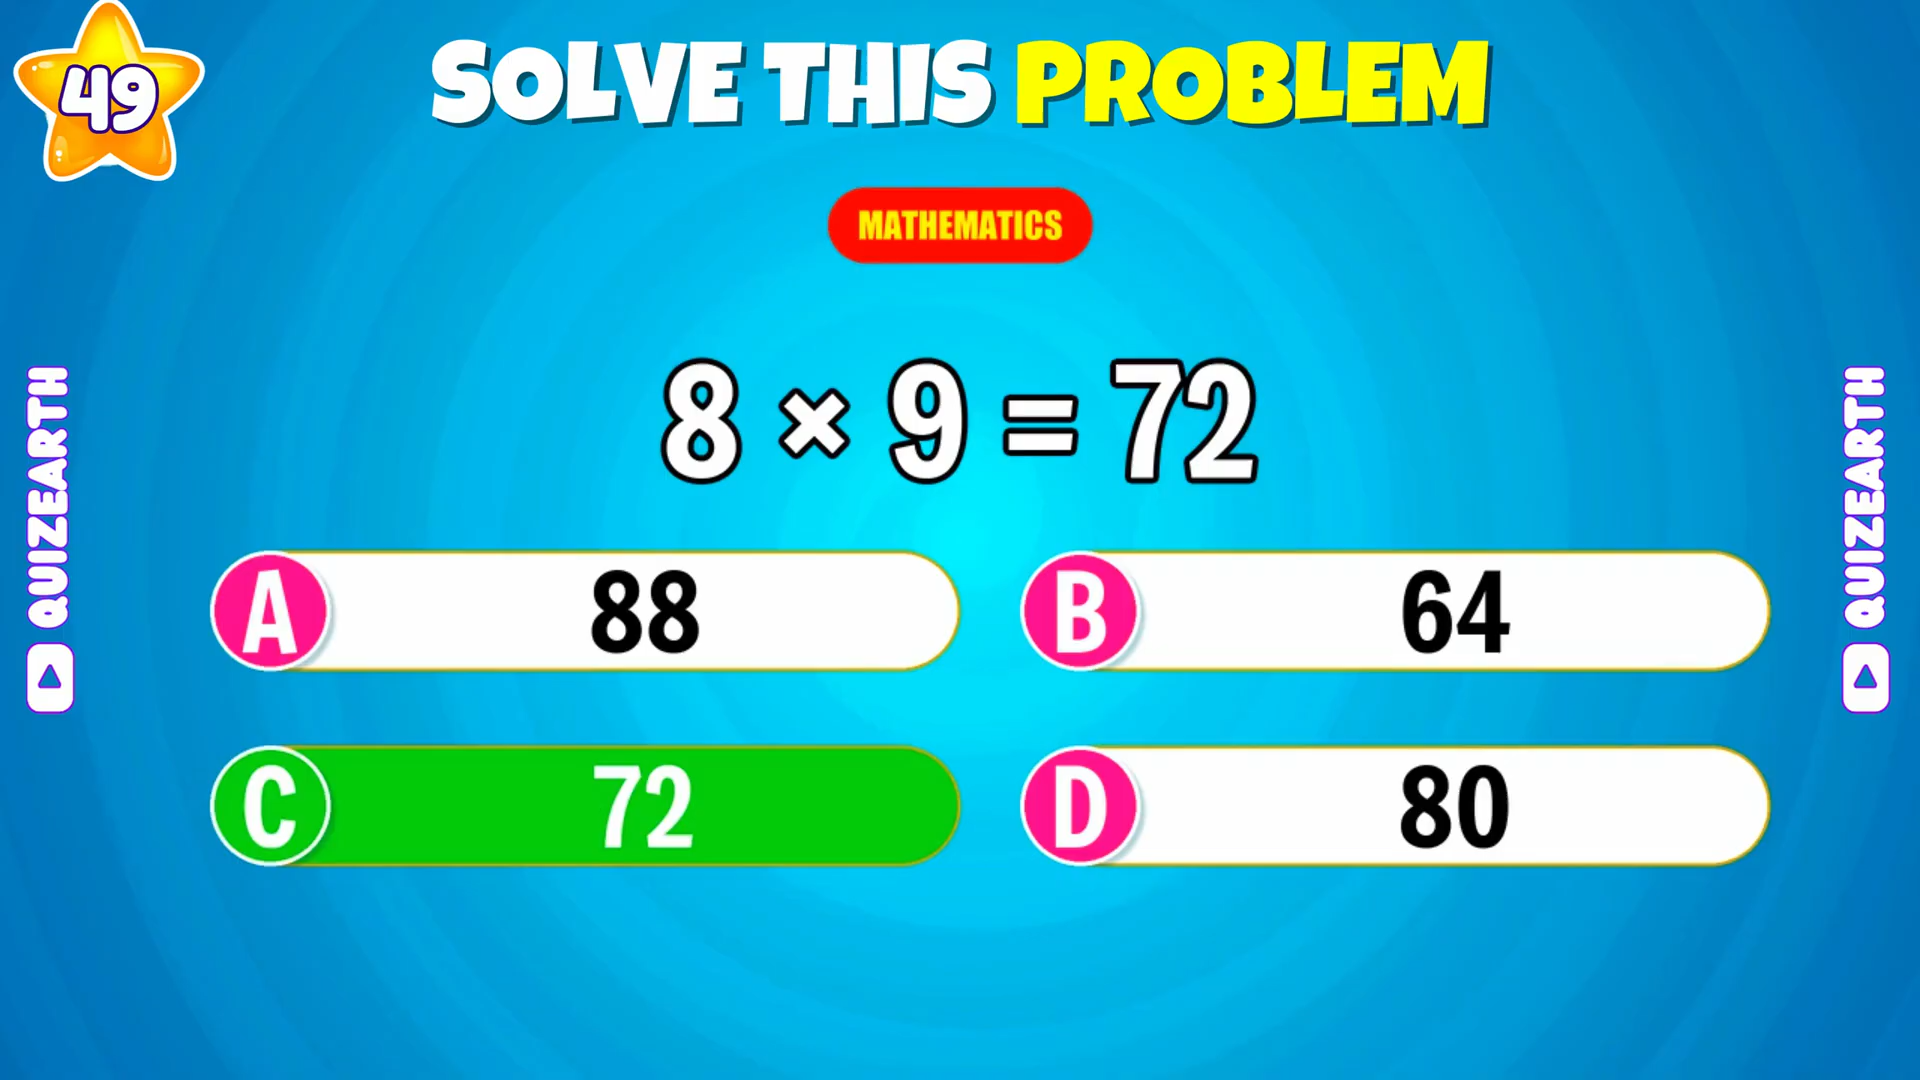 49
SOLVE THIS PROBLEM
MATHEMATICS
8 × 9 = 72
A 88
B 64
C 72
D 80
QUIZEARTH
QUIZEARTH